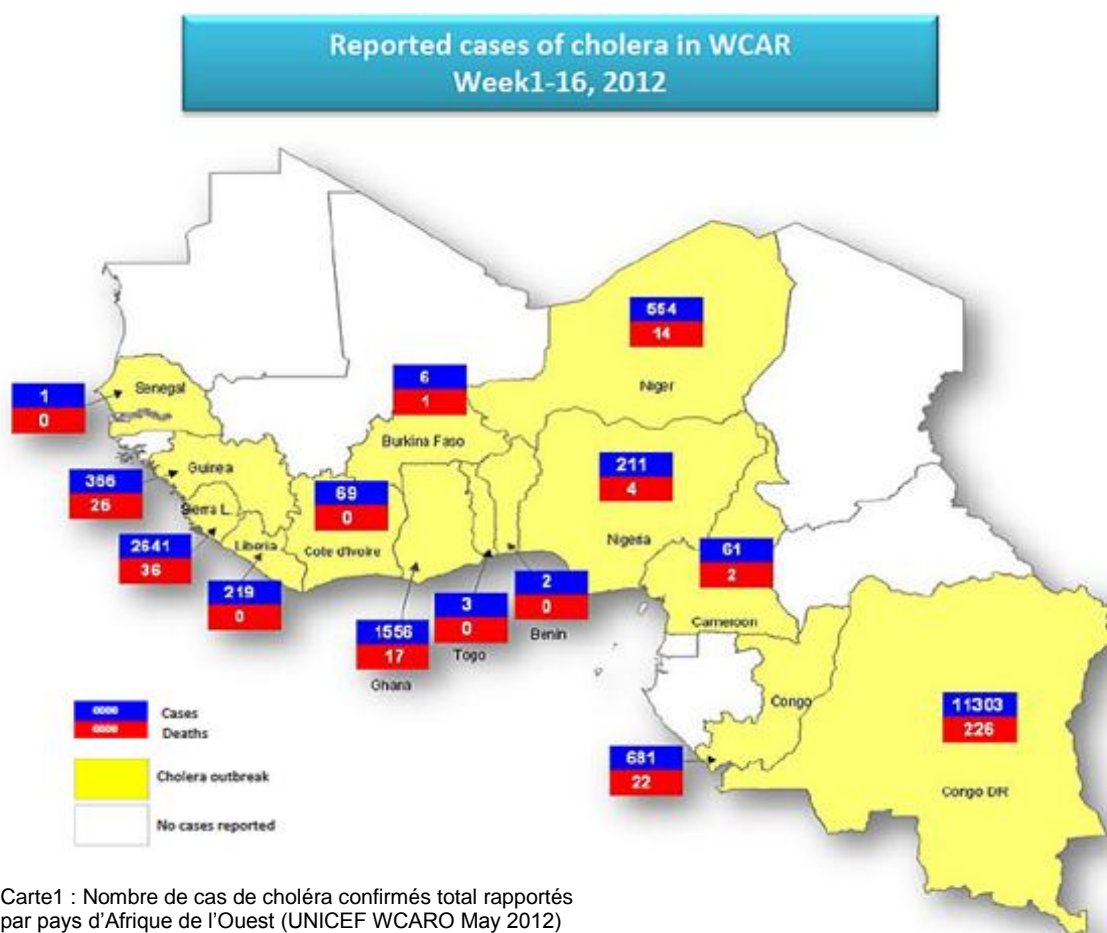 Reported cases of cholera in WCAR
Week1-16, 2012
554
14
Niger
1
0
Senegal
6
1
Burkina Faso
366
26
Guinea
69
0
Cote d'Ivoire
211
4
Nigeria
2641
36
Sierra L.
Liberia
219
0
61
2
Cameroon
1556
17
Ghana
3
0
Togo
2
0
Benin
Congo
681
22
11303
226
Congo DR
0000 Cases
0000 Deaths
Cholera outbreak
No cases reported
Carte1 : Nombre de cas de choléra confirmés total rapportés
par pays d'Afrique de l'Ouest (UNICEF WCARO May 2012)